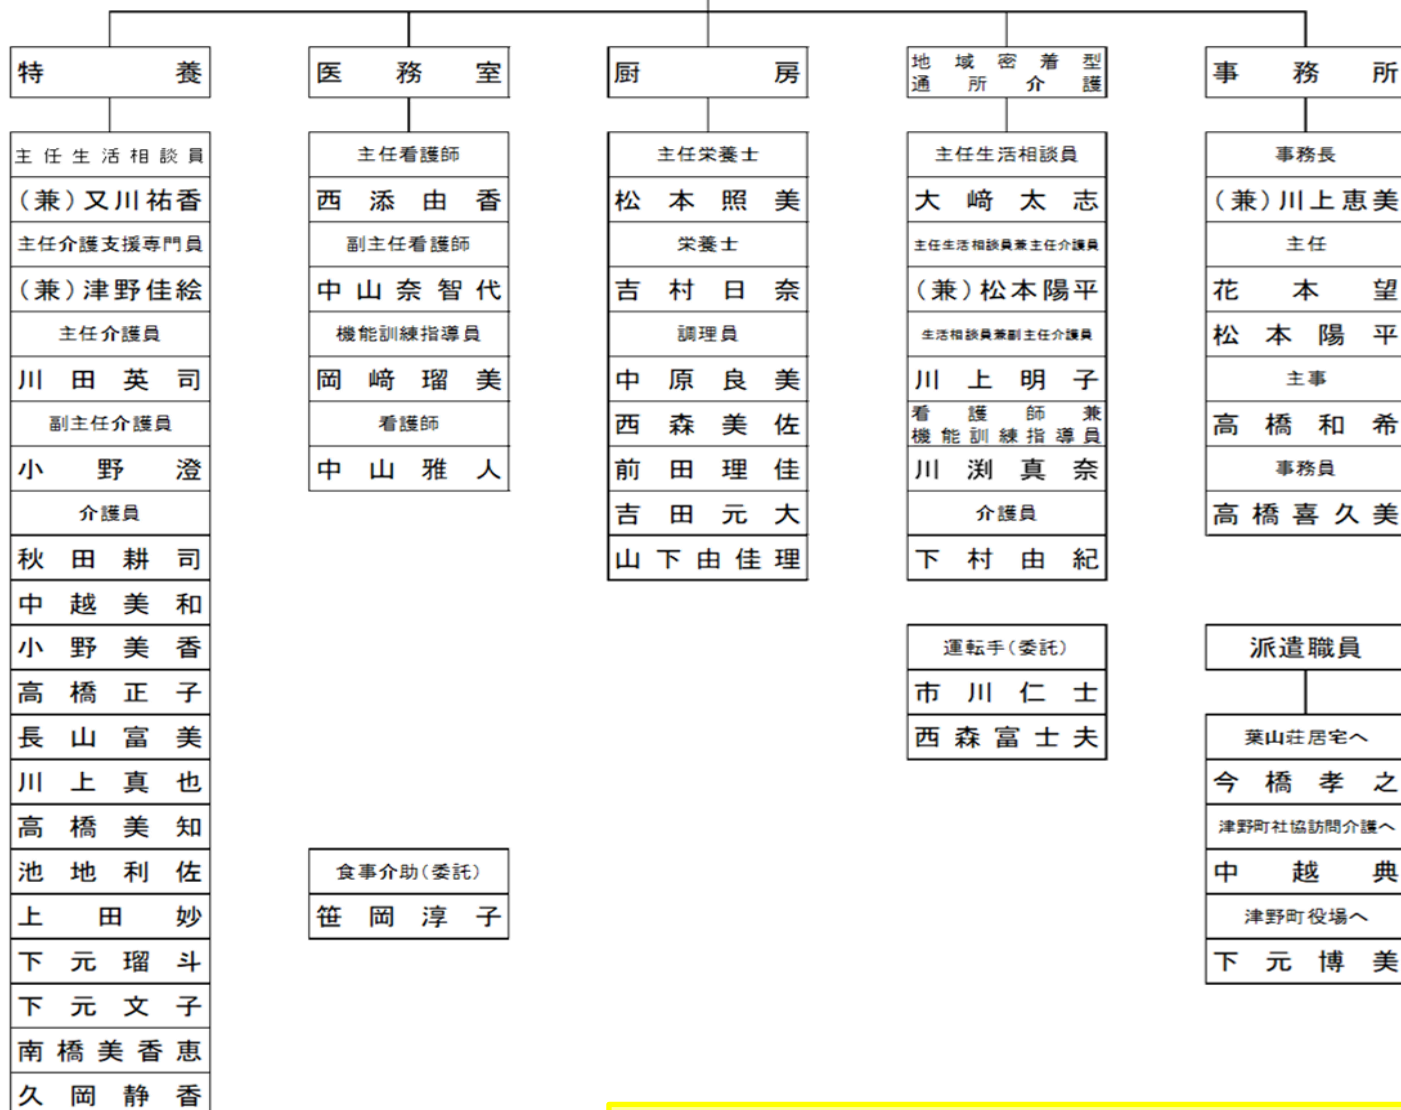 特養
主任生活相談員
(兼)又川祐香
主任介護支援専門員
(兼)津野佳絵
主任介護員
川田英司
副主任介護員
小野澄
介護員
秋田耕司
中越美和
小野美香
高橋正子
長山富美
川上真也
高橋美知
池地利佐
上田妙
下元瑠斗
下元文子
南橋美香恵
久岡静香
医務室
主任看護師
西添由香
副主任看護師
中山奈智代
機能訓練指導員
岡﨑瑠美
看護師
中山雅人
食事介助(委託)
笹岡淳子
厨房
主任栄養士
松本照美
栄養士
吉村日奈
調理員
中原良美
西森美佐
前田理佳
吉田元大
山下由佳理
地域密着型
通所介護
主任生活相談員
大﨑太志
主任生活相談員兼主任介護員
(兼)松本陽平
生活相談員兼副主任介護員
川上明子
看護師兼
機能訓練指導員
川渕真奈
介護員
下村由紀
運転手(委託)
市川仁士
西森富士夫
事務所
事務長
(兼)川上恵美
主任
花本望
松本陽平
主事
高橋和希
事務員
高橋喜久美
派遣職員
葉山荘居宅へ
今橋孝之
津野町社協訪問介護へ
中越典
津野町役場へ
下元博美